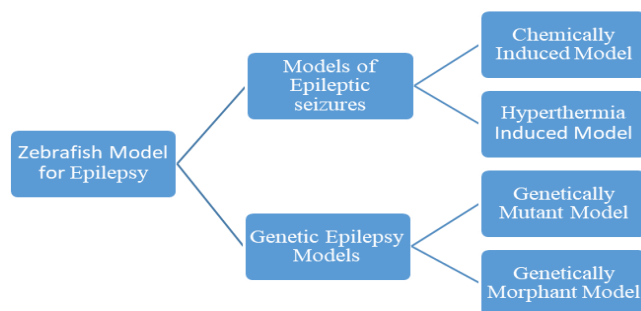 Zebrafish Model
for Epilepsy
Models of
Epileptic
seizures
Genetic Epilepsy
Models
Chemically
Induced Model
Hyperthermia
Induced Model
Genetically
Mutant Model
Genetically
Morphant Model